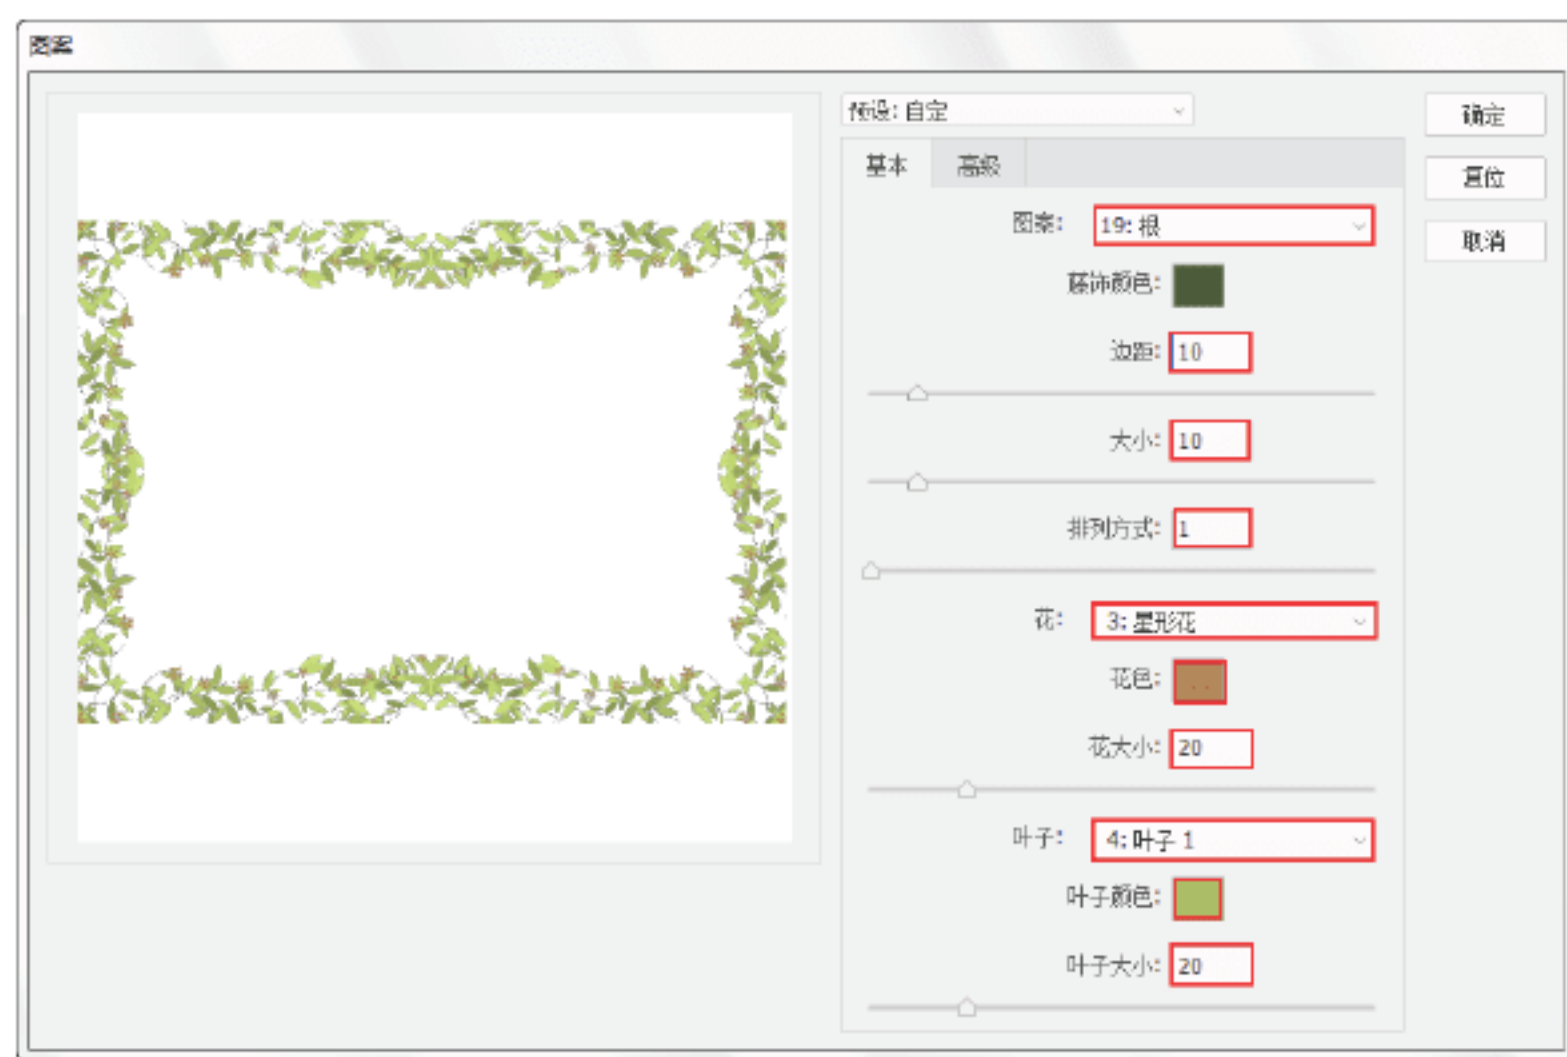 图案
预设: 自定
确定
基本
高级
复位
图案:
19: 根
取消
藤饰颜色:
边距:
10
大小:
10
排列方式:
1
花:
3: 星形花
花色:
花大小:
20
叶子:
4: 叶子 1
叶子颜色:
叶子大小:
20